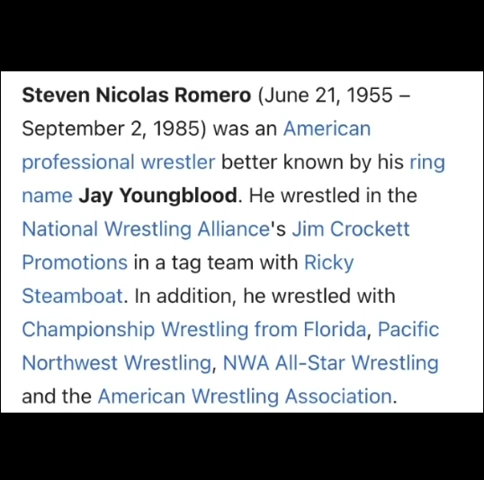 Steven Nicolas Romero (June 21, 1955 –
September 2, 1985) was an American
professional wrestler better known by his ring
name Jay Youngblood. He wrestled in the
National Wrestling Alliance's Jim Crockett
Promotions in a tag team with Ricky
Steamboat. In addition, he wrestled with
Championship Wrestling from Florida, Pacific
Northwest Wrestling, NWA All-Star Wrestling
and the American Wrestling Association.